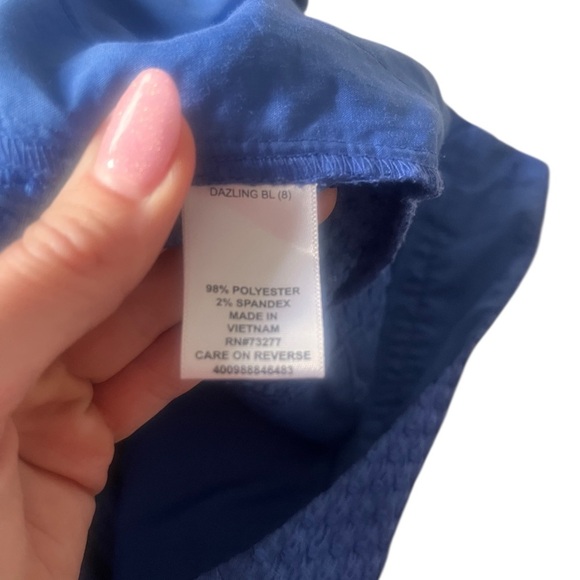 DAZLING BL (8)
98% POLYESTER
2% SPANDEX
MADE IN
VIETNAM
RN#73277
CARE ON REVERSE
400988846483